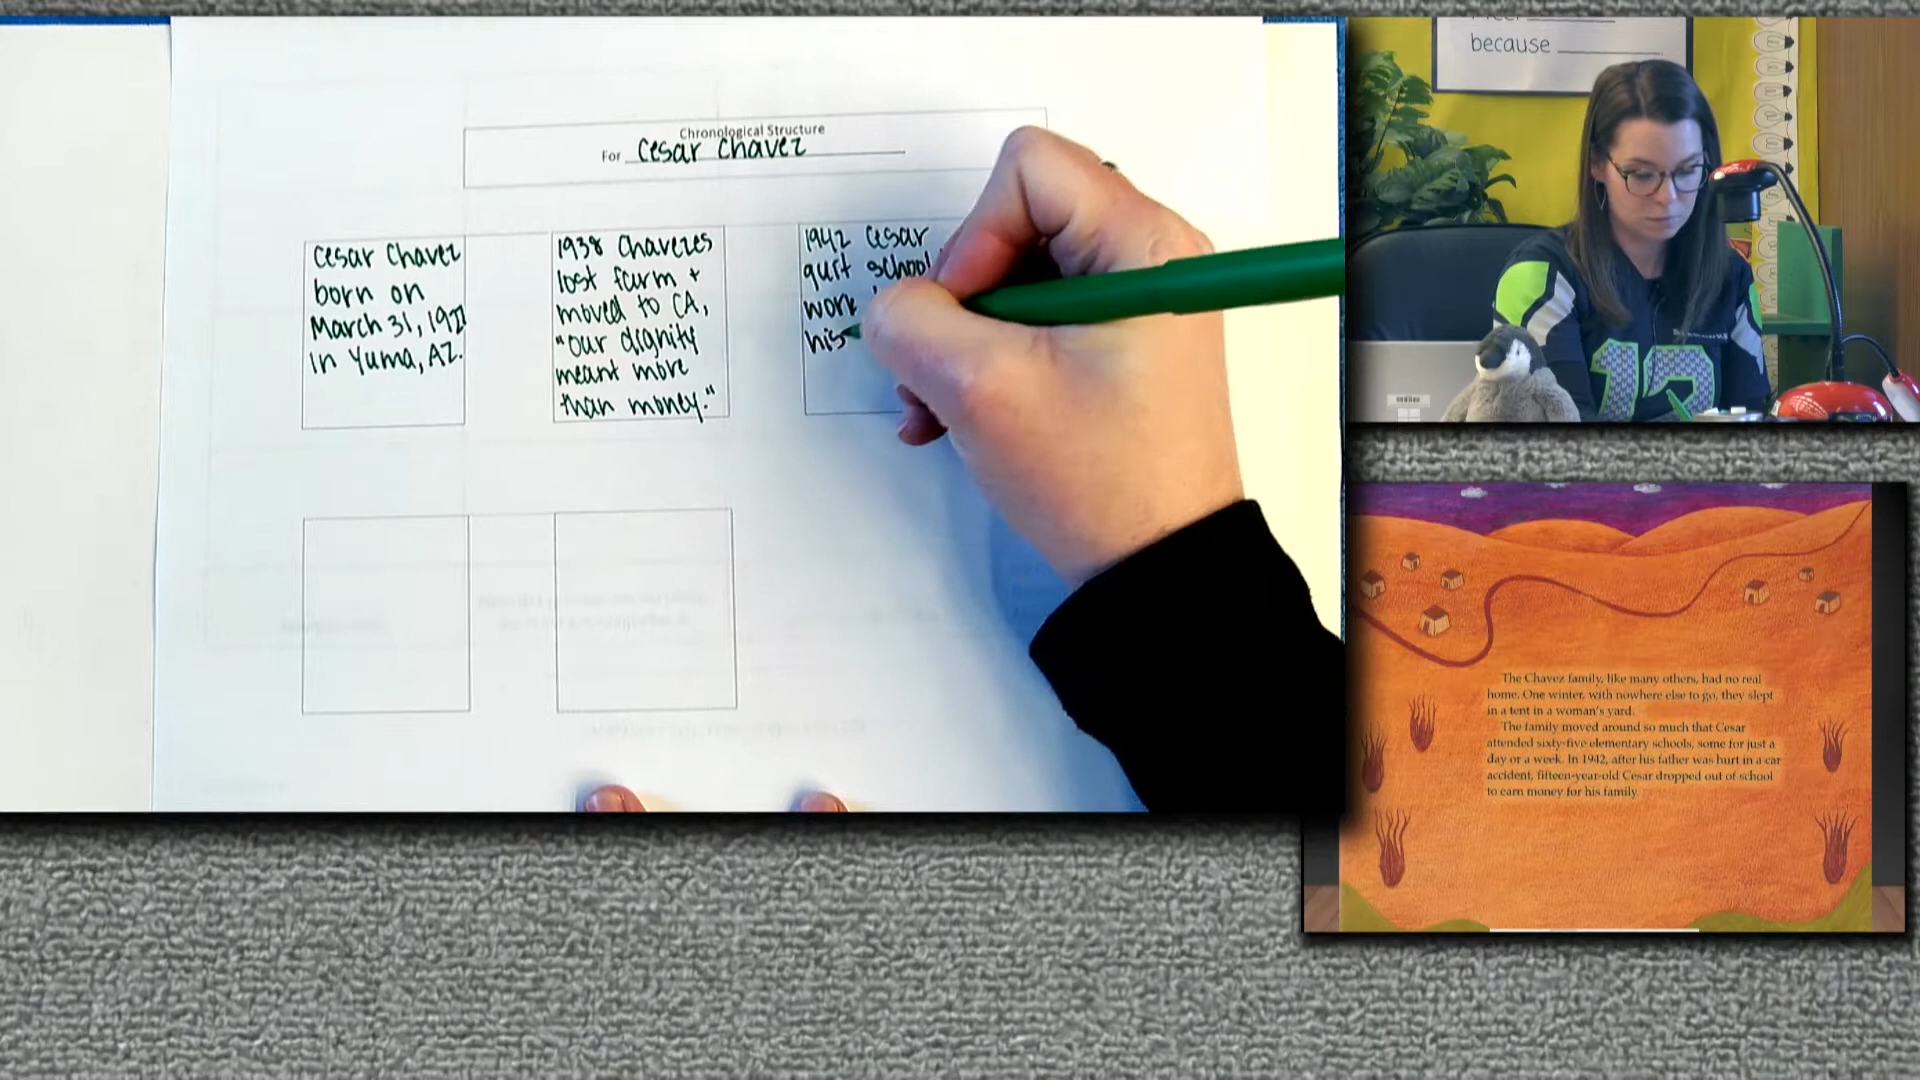 Chronological Structure
For Cesar Chavez
Cesar Chavez
born on
March 31, 1927
in Yuma, AZ.
1938 Chavezes
lost farm +
moved to CA,
"our dignity
meant more
than money."
1942 Cesar
quit school
work
his
because
12
The Chavez family, like many others, had no real
home. One winter, with nowhere else to go, they slept
in a tent in a woman's yard.
The family moved around so much that Cesar
attended sixty-five elementary schools, some for just a
day or a week. In 1942, after his father was hurt in a car
accident, fifteen-year-old Cesar dropped out of school
to earn money for his family.